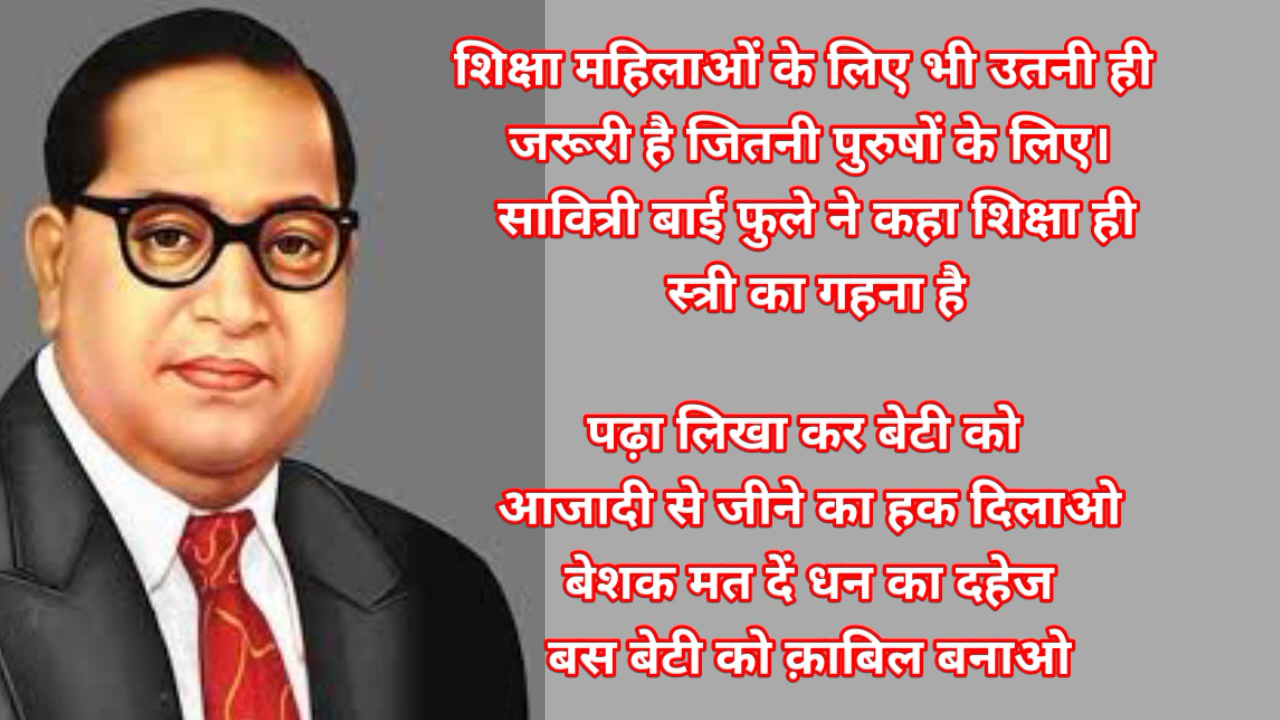 शिक्षा महिलाओं के लिए भी उतनी ही
जरूरी है जितनी पुरुषों के लिए।
सावित्री बाई फुले ने कहा शिक्षा ही
स्त्री का गहना है
पढ़ा लिखा कर बेटी को
आजादी से जीने का हक दिलाओ
बेशक मत दें धन का दहेज
बस बेटी को क़ाबिल बनाओ